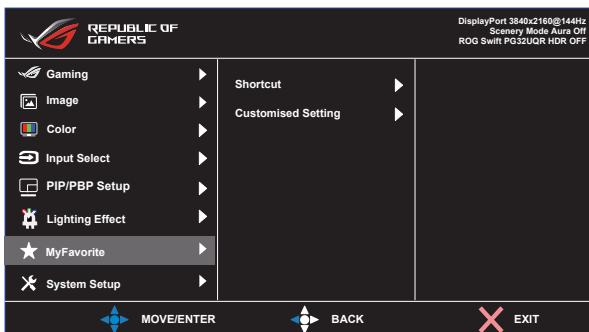 REPUBLIC OF
GAMERS
DisplayPort 3840x2160@144Hz
Scenery Mode Aura Off
ROG Swift PG32UQR HDR OFF
Gaming
Image
Color
Input Select
PIP/PBP Setup
Lighting Effect
MyFavorite
System Setup
Shortcut
Customised Setting
MOVE/ENTER
BACK
EXIT